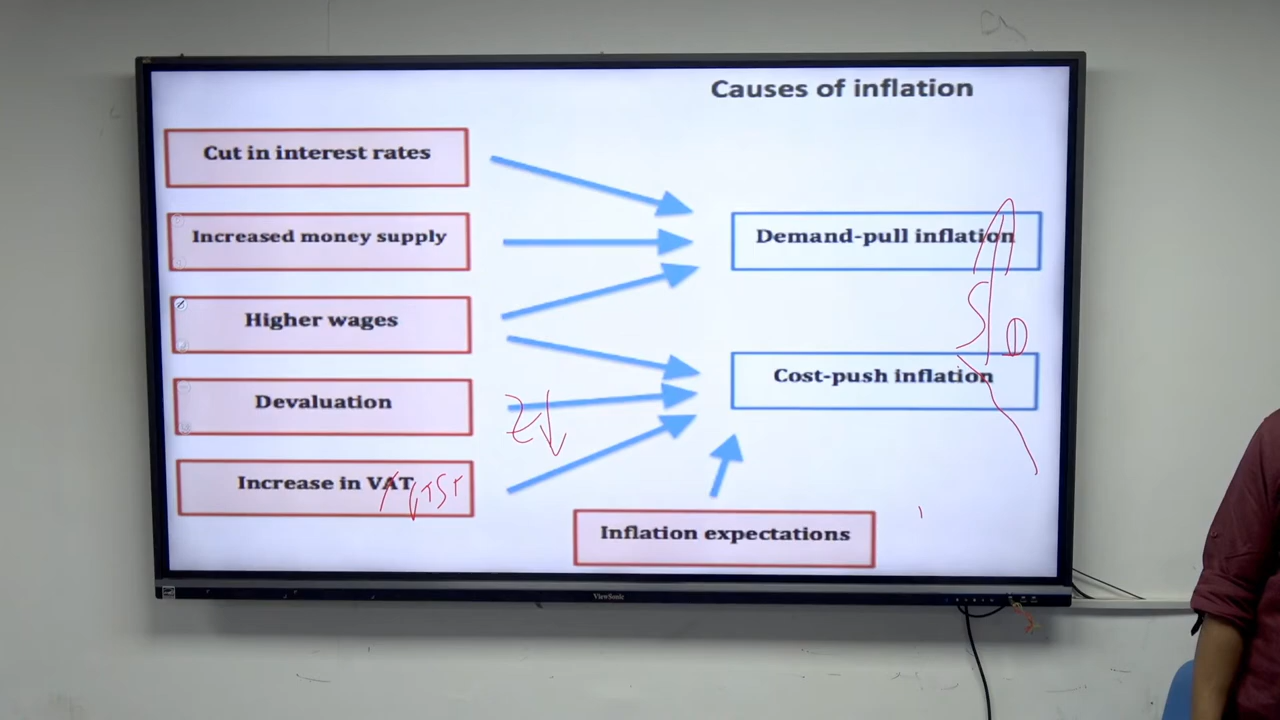 Causes of inflation
Cut in interest rates
Increased money supply
Higher wages
Devaluation
Increase in VAT
Demand-pull inflation
Cost-push inflation
S D
Inflation expectations
ViewSonic